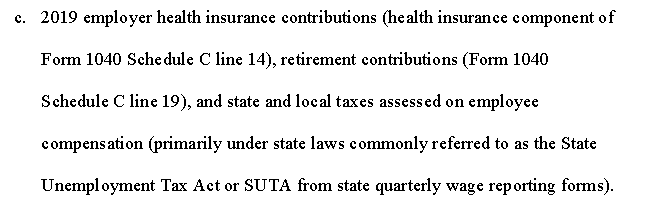 c. 2019 employer health insurance contributions (health insurance component of
Form 1040 Schedule C line 14), retirement contributions (Form 1040
Schedule C line 19), and state and local taxes assessed on employee
compensation (primarily under state laws commonly referred to as the State
Unemployment Tax Act or SUTA from state quarterly wage reporting forms).